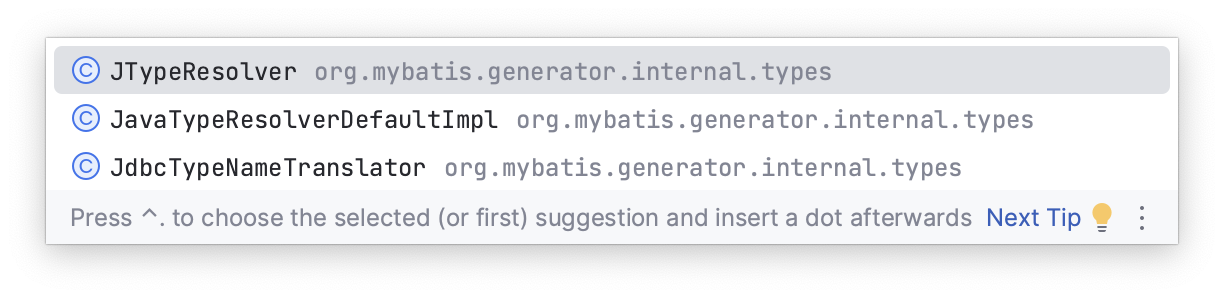 © JTypeResolver org.mybatis.generator.internal.types
© JavaTypeResolverDefaultImpl org.mybatis.generator.internal.types
© JdbcTypeNameTranslator org.mybatis.generator.internal.types
Press ^. to choose the selected (or first) suggestion and insert a dot afterwards Next Tip